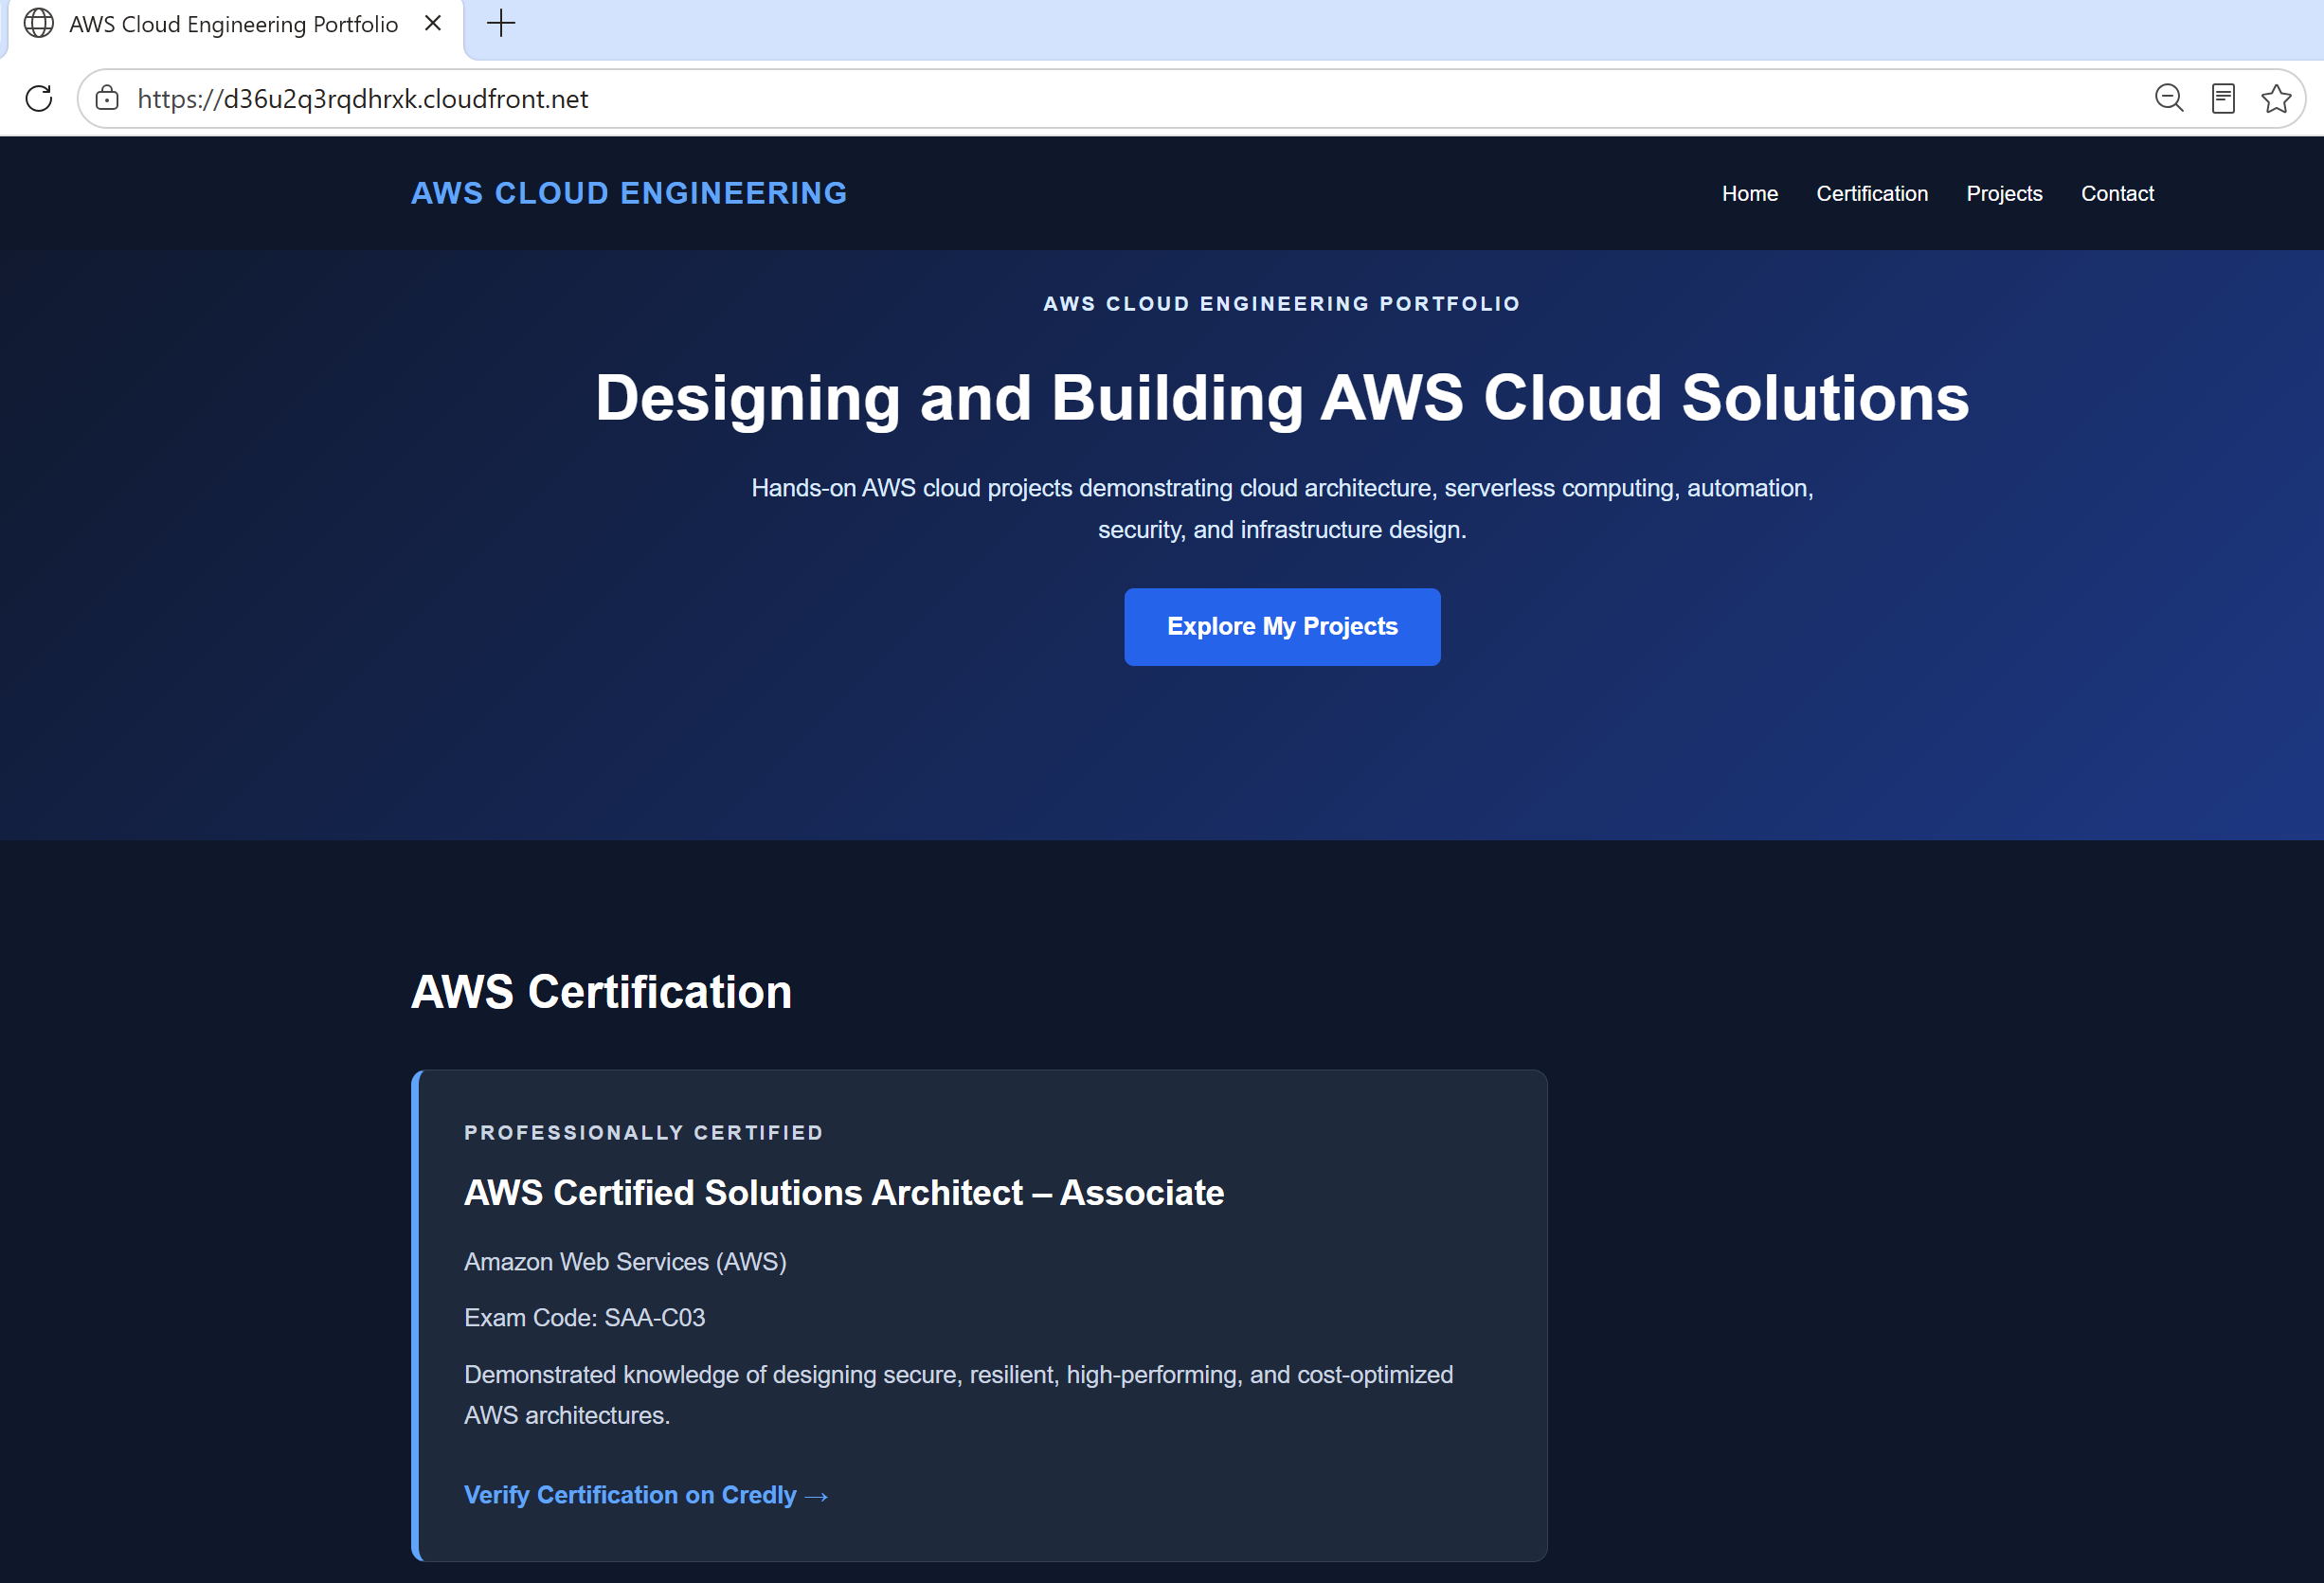 AWS Cloud Engineering Portfolio
https://d36u2q3rqdhrxk.cloudfront.net
AWS CLOUD ENGINEERING
Home Certification Projects Contact
AWS CLOUD ENGINEERING PORTFOLIO
Designing and Building AWS Cloud Solutions
Hands-on AWS cloud projects demonstrating cloud architecture, serverless computing, automation,
security, and infrastructure design.
Explore My Projects
AWS Certification
PROFESSIONALLY CERTIFIED
AWS Certified Solutions Architect – Associate
Amazon Web Services (AWS)
Exam Code: SAA-C03
Demonstrated knowledge of designing secure, resilient, high-performing, and cost-optimized
AWS architectures.
Verify Certification on Credly →